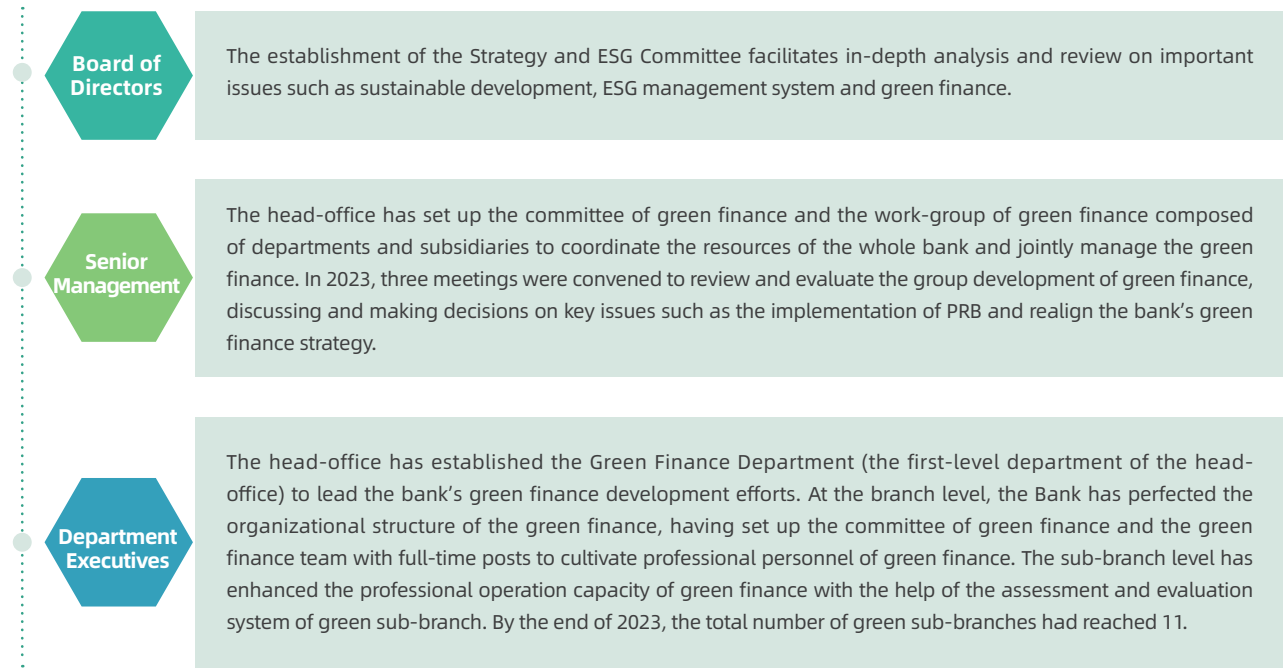 Board of
Directors
The establishment of the Strategy and ESG Committee facilitates in-depth analysis and review on important
issues such as sustainable development, ESG management system and green finance.
Senior
Management
The head-office has set up the committee of green finance and the work-group of green finance composed
of departments and subsidiaries to coordinate the resources of the whole bank and jointly manage the green
finance. In 2023, three meetings were convened to review and evaluate the group development of green finance,
discussing and making decisions on key issues such as the implementation of PRB and realign the bank's green
finance strategy.
Department
Executives
The head-office has established the Green Finance Department (the first-level department of the head-
office) to lead the bank's green finance development efforts. At the branch level, the Bank has perfected the
organizational structure of the green finance, having set up the committee of green finance and the green
finance team with full-time posts to cultivate professional personnel of green finance. The sub-branch level has
enhanced the professional operation capacity of green finance with the help of the assessment and evaluation
system of green sub-branch. By the end of 2023, the total number of green sub-branches had reached 11.